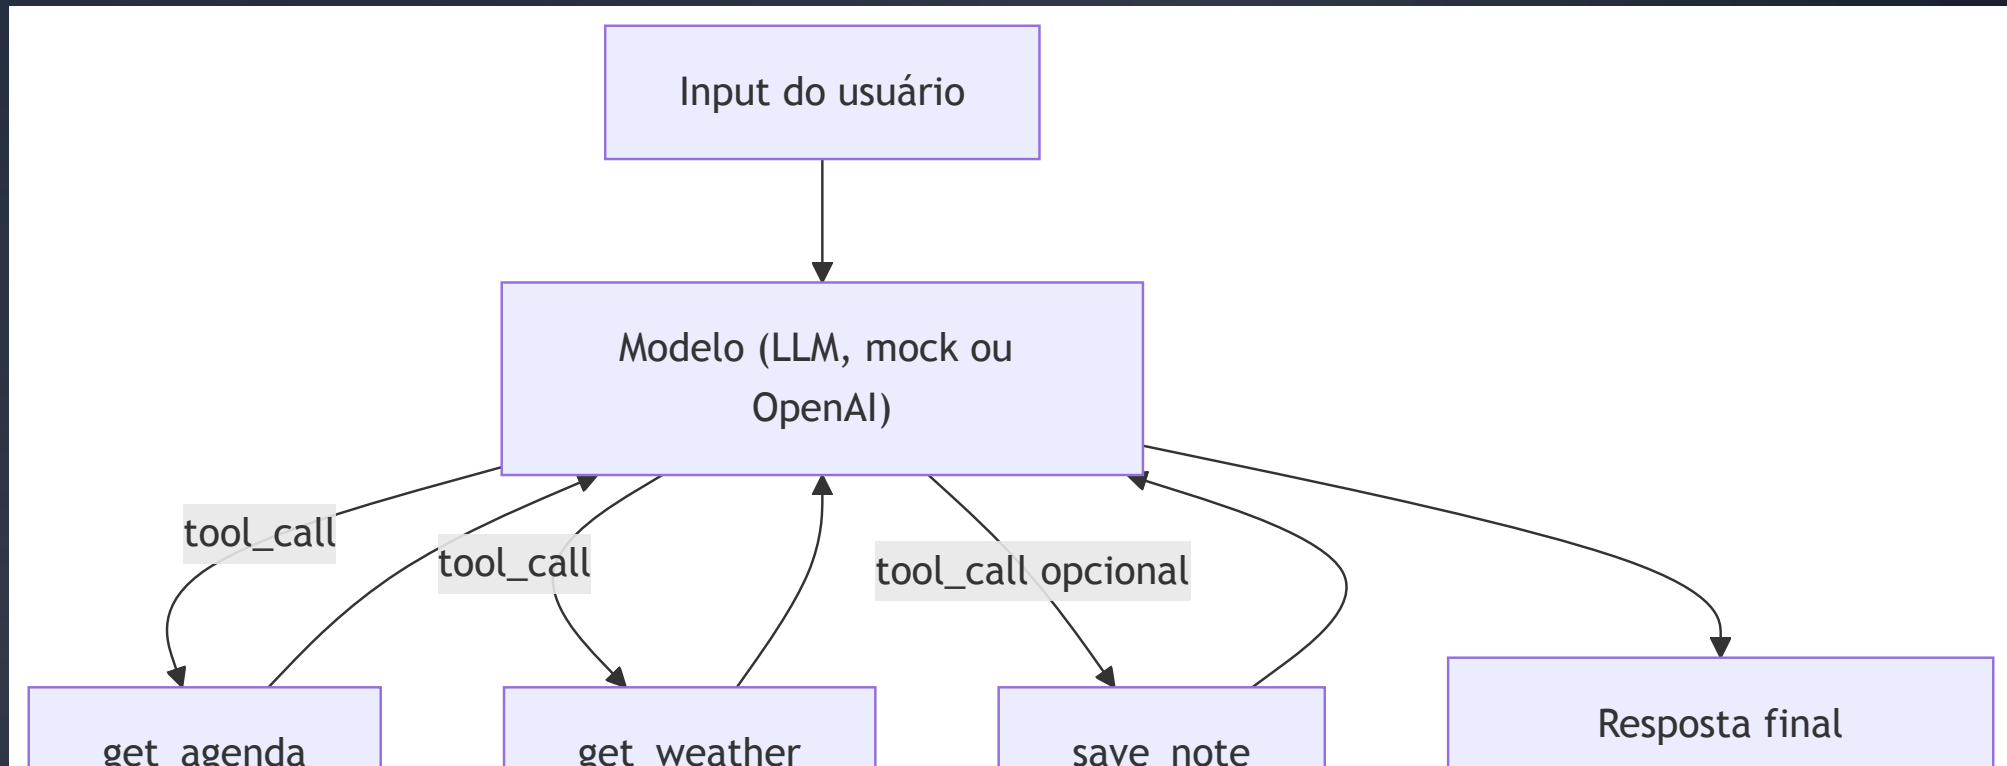 Input do usuário
Modelo (LLM, mock ou
OpenAI)
tool_call
tool_call
tool_call opcional
get_agenda
get_weather
save_note
Resposta final